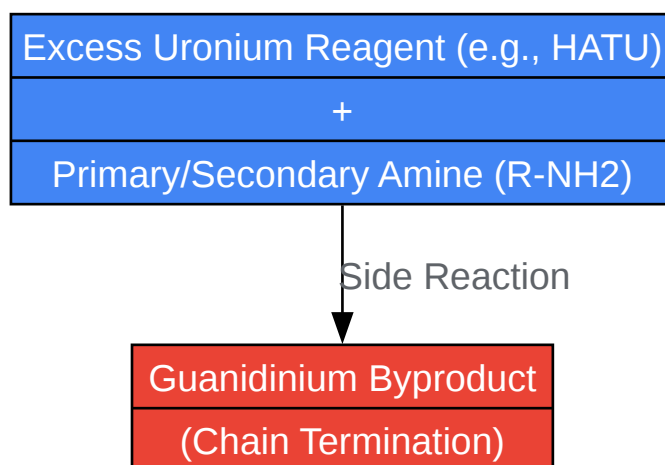 Excess Uronium Reagent (e.g., HATU)
+
Primary/Secondary Amine (R-NH2)
Side Reaction
Guanidinium Byproduct
(Chain Termination)